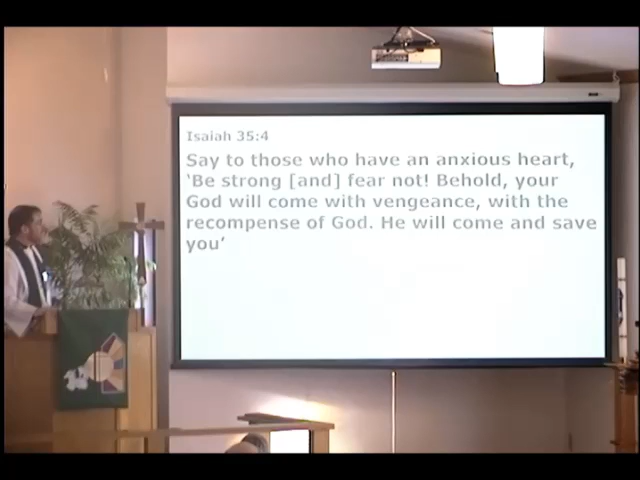 Isaiah 35:4
Say to those who have an anxious heart,
‘Be strong [and] fear not! Behold, your
God will come with vengeance, with the
recompense of God. He will come and save
you’